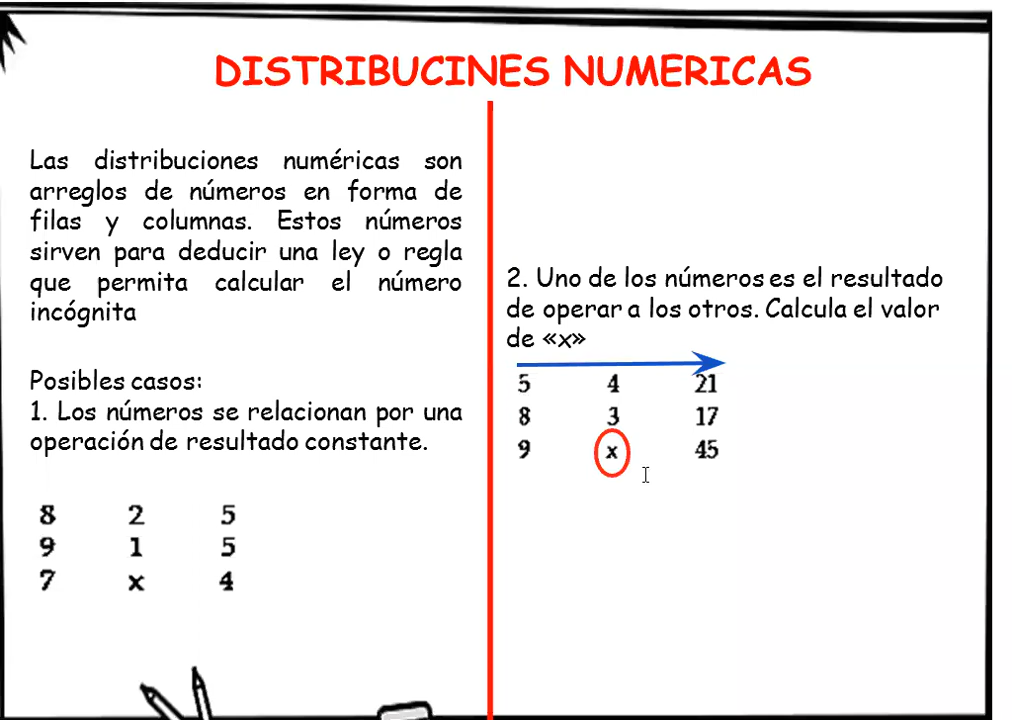 DISTRIBUCINES NUMERICAS
Las distribuciones numéricas son
arreglos de números en forma de
filas y columnas. Estos números
sirven para deducir una ley o regla
que permita calcular el número
incógnita
Posibles casos:
1. Los números se relacionan por una
operación de resultado constante.
8 2 5
9 1 5
7 x 4
2. Uno de los números es el resultado
de operar a los otros. Calcula el valor
de «x»
5 4 21
8 3 17
9 x 45